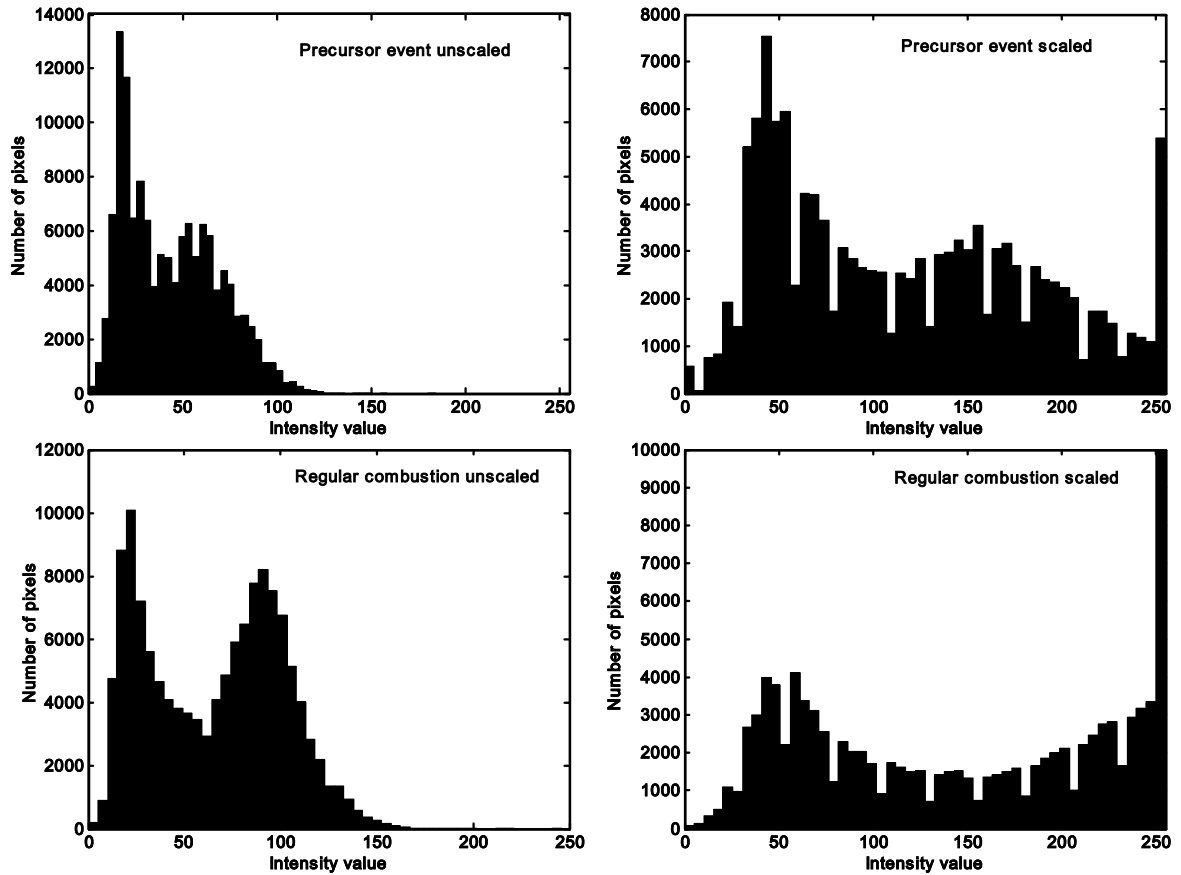 Precursor event unscaled
Number of pixels
14000
12000
10000
8000
6000
4000
2000
0
0 50 100 150 200 250
Intensity value
Precursor event scaled
Number of pixels
8000
7000
6000
5000
4000
3000
2000
1000
0
0 50 100 150 200 250
Intensity value
Regular combustion unscaled
Number of pixels
12000
10000
8000
6000
4000
2000
0
0 50 100 150 200 250
Intensity value
Regular combustion scaled
Number of pixels
10000
9000
8000
7000
6000
5000
4000
3000
2000
1000
0
0 50 100 150 200 250
Intensity value